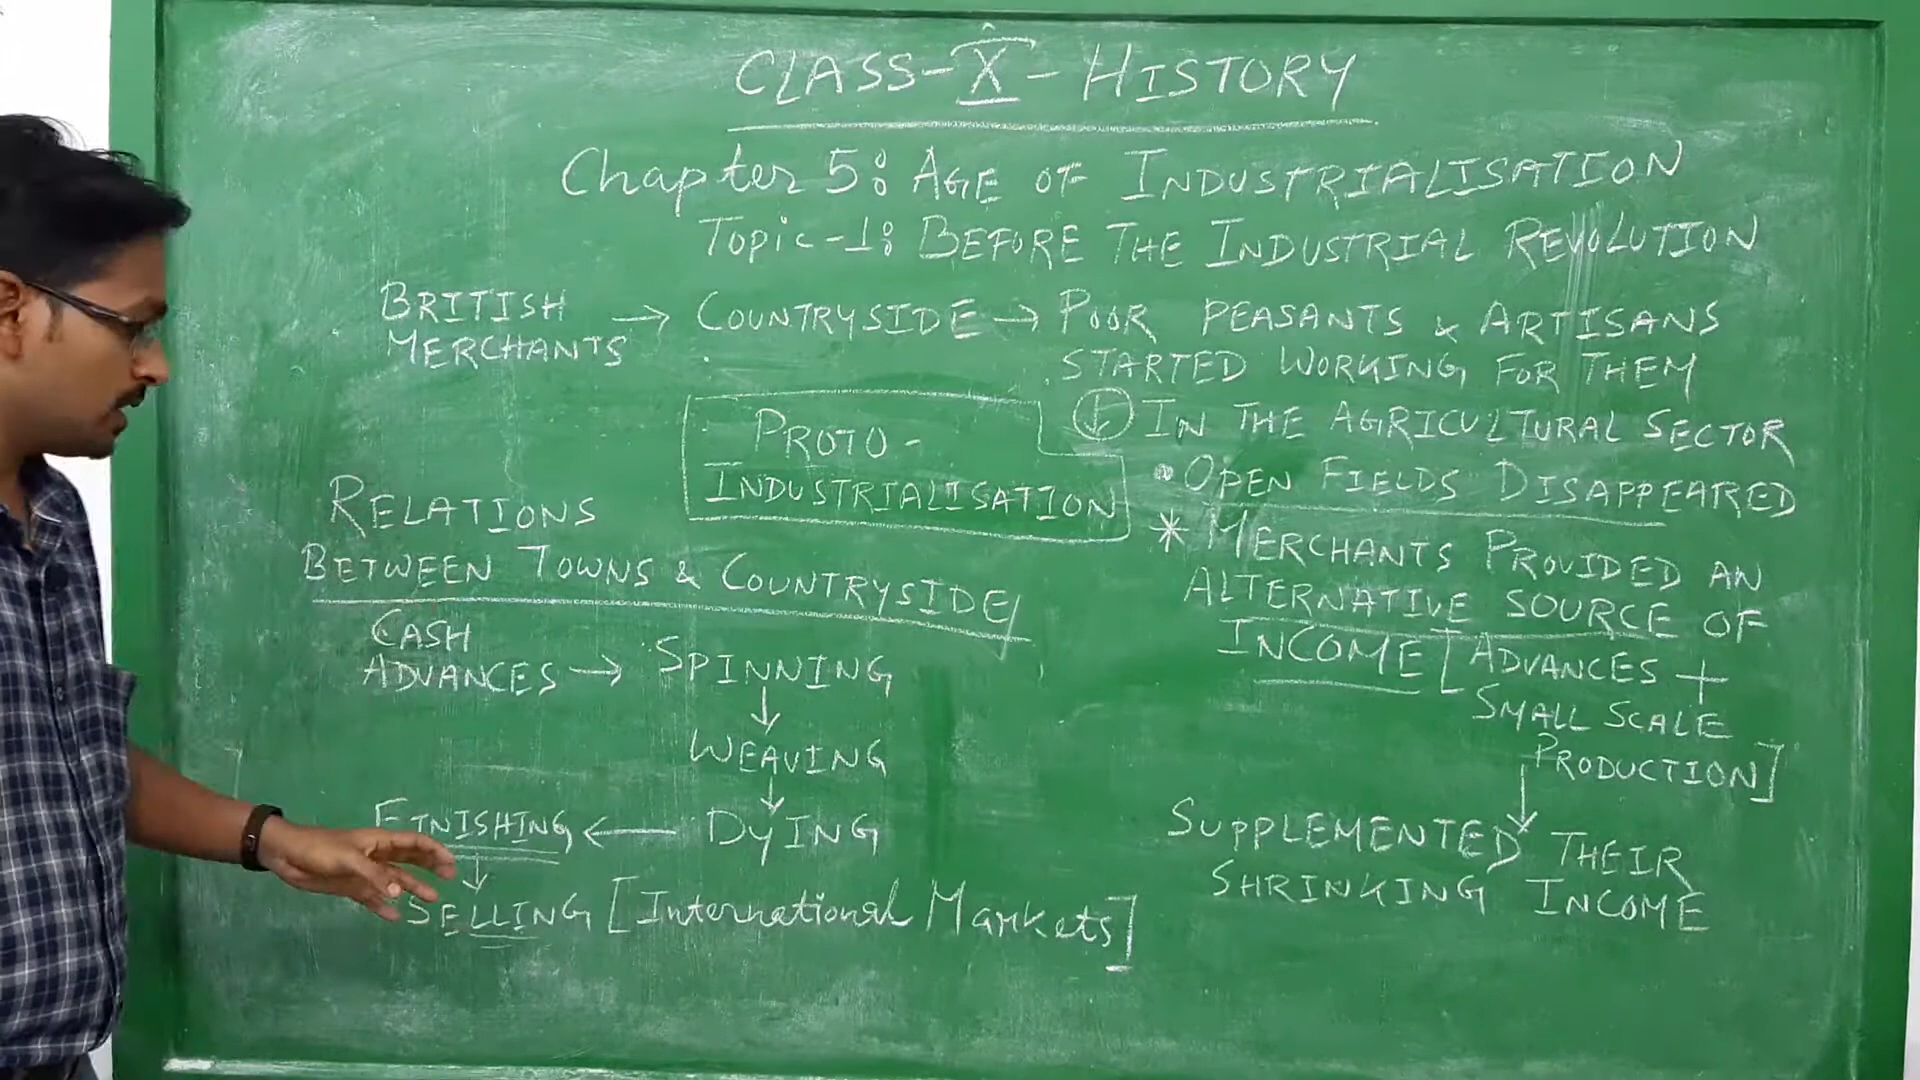 CLASS-X-HISTORY
Chapter 5: AGE OF INDUSTRIALISATION
TOPIC-1: BEFORE THE INDUSTRIAL REVOLUTION
BRITISH MERCHANTS → COUNTRYSIDE → POOR PEASANTS & ARTISANS
STARTED WORKING FOR THEM
↓ IN THE AGRICULTURAL SECTOR
• OPEN FIELDS DISAPPEARED
* MERCHANTS PROVIDED AN
ALTERNATIVE SOURCE OF
INCOME [ADVANCES +
SMALL SCALE
PRODUCTION]
↓
SUPPLEMENTED THEIR
SHRINKING INCOME
PROTO-
INDUSTRIALISATION
RELATIONS
BETWEEN TOWNS & COUNTRYSIDE
CASH
ADVANCES → SPINNING
↓
WEAVING
↓
FINISHING ← DYING
↓
SELLING [International Markets]